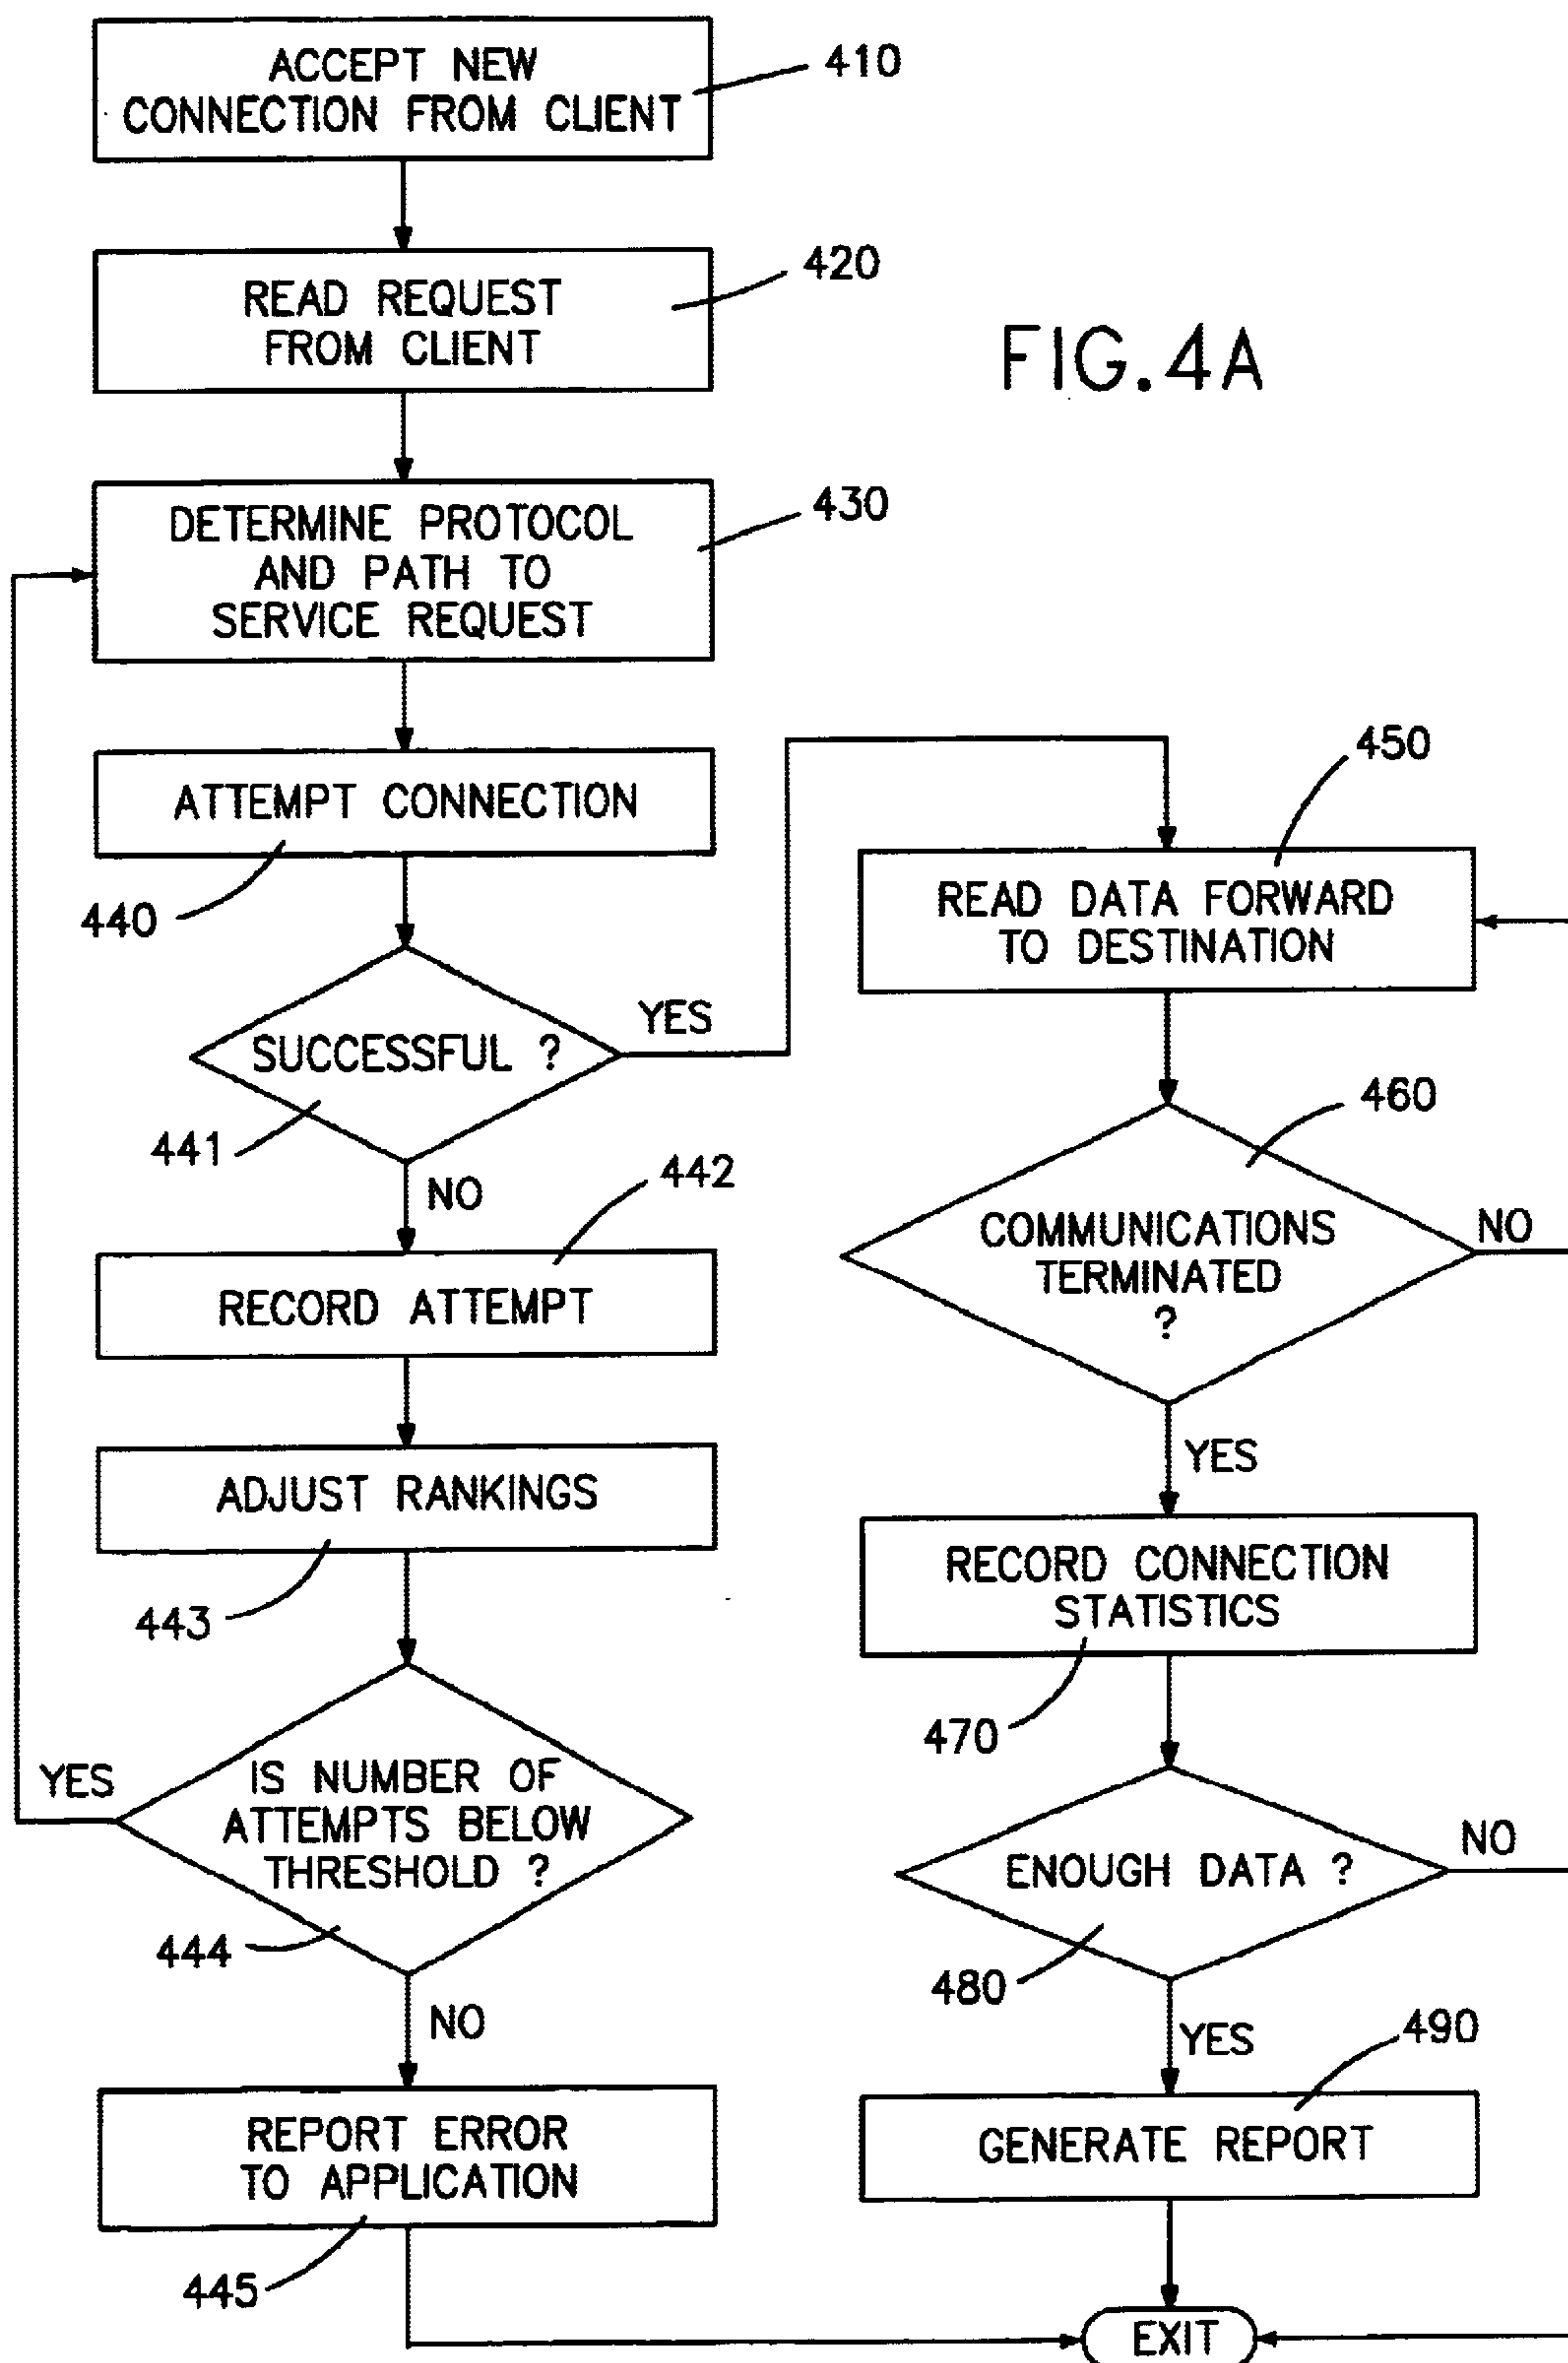 ACCEPT NEW
CONNECTION FROM CLIENT
410
READ REQUEST
FROM CLIENT
420
FIG.4A
DETERMINE PROTOCOL
AND PATH TO
SERVICE REQUEST
430
ATTEMPT CONNECTION
440
SUCCESSFUL ?
YES
441
NO
RECORD ATTEMPT
442
ADJUST RANKINGS
443
IS NUMBER OF
ATTEMPTS BELOW
THRESHOLD ?
YES
444
NO
REPORT ERROR
TO APPLICATION
445
450
READ DATA FORWARD
TO DESTINATION
460
COMMUNICATIONS
TERMINATED
?
NO
YES
RECORD CONNECTION
STATISTICS
470
ENOUGH DATA ?
NO
480
YES
490
GENERATE REPORT
EXIT